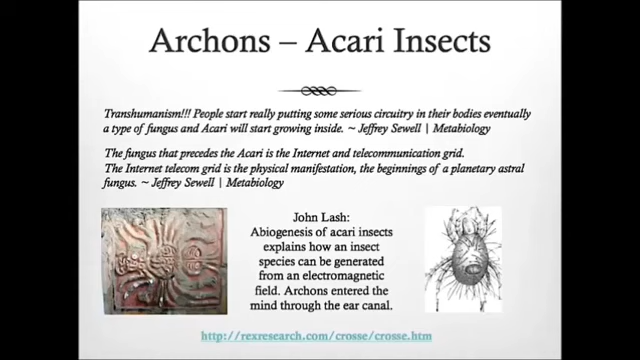 Archons – Acari Insects
Transhumanism!!! People start really putting some serious circuitry in their bodies eventually
a type of fungus and Acari will start growing inside. ~ Jeffrey Sewell | Metabiology
The fungus that precedes the Acari is the Internet and telecommunication grid.
The Internet telecom grid is the physical manifestation, the beginnings of a planetary astral
fungus. ~ Jeffrey Sewell | Metabiology
John Lash:
Abiogenesis of acari insects
explains how an insect
species can be generated
from an electromagnetic
field. Archons entered the
mind through the ear canal.
http://rexresearch.com/crosse/crosse.htm